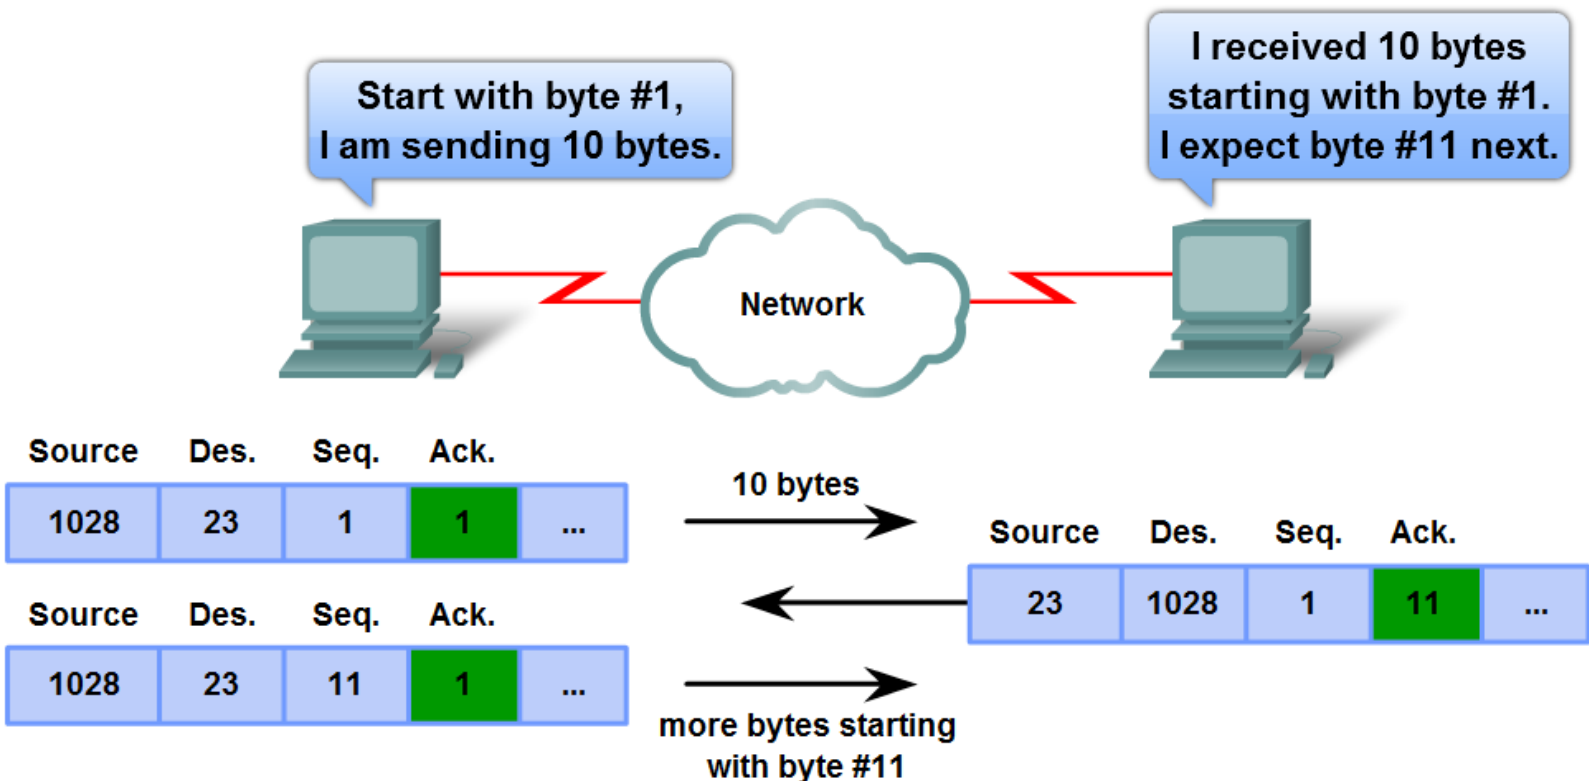 Start with byte #1,
I am sending 10 bytes.
I received 10 bytes
starting with byte #1.
I expect byte #11 next.
Network
Source Des. Seq. Ack.
1028 23 1 1 ...
10 bytes
Source Des. Seq. Ack.
23 1028 1 11 ...
Source Des. Seq. Ack.
1028 23 11 1 ...
more bytes starting
with byte #11